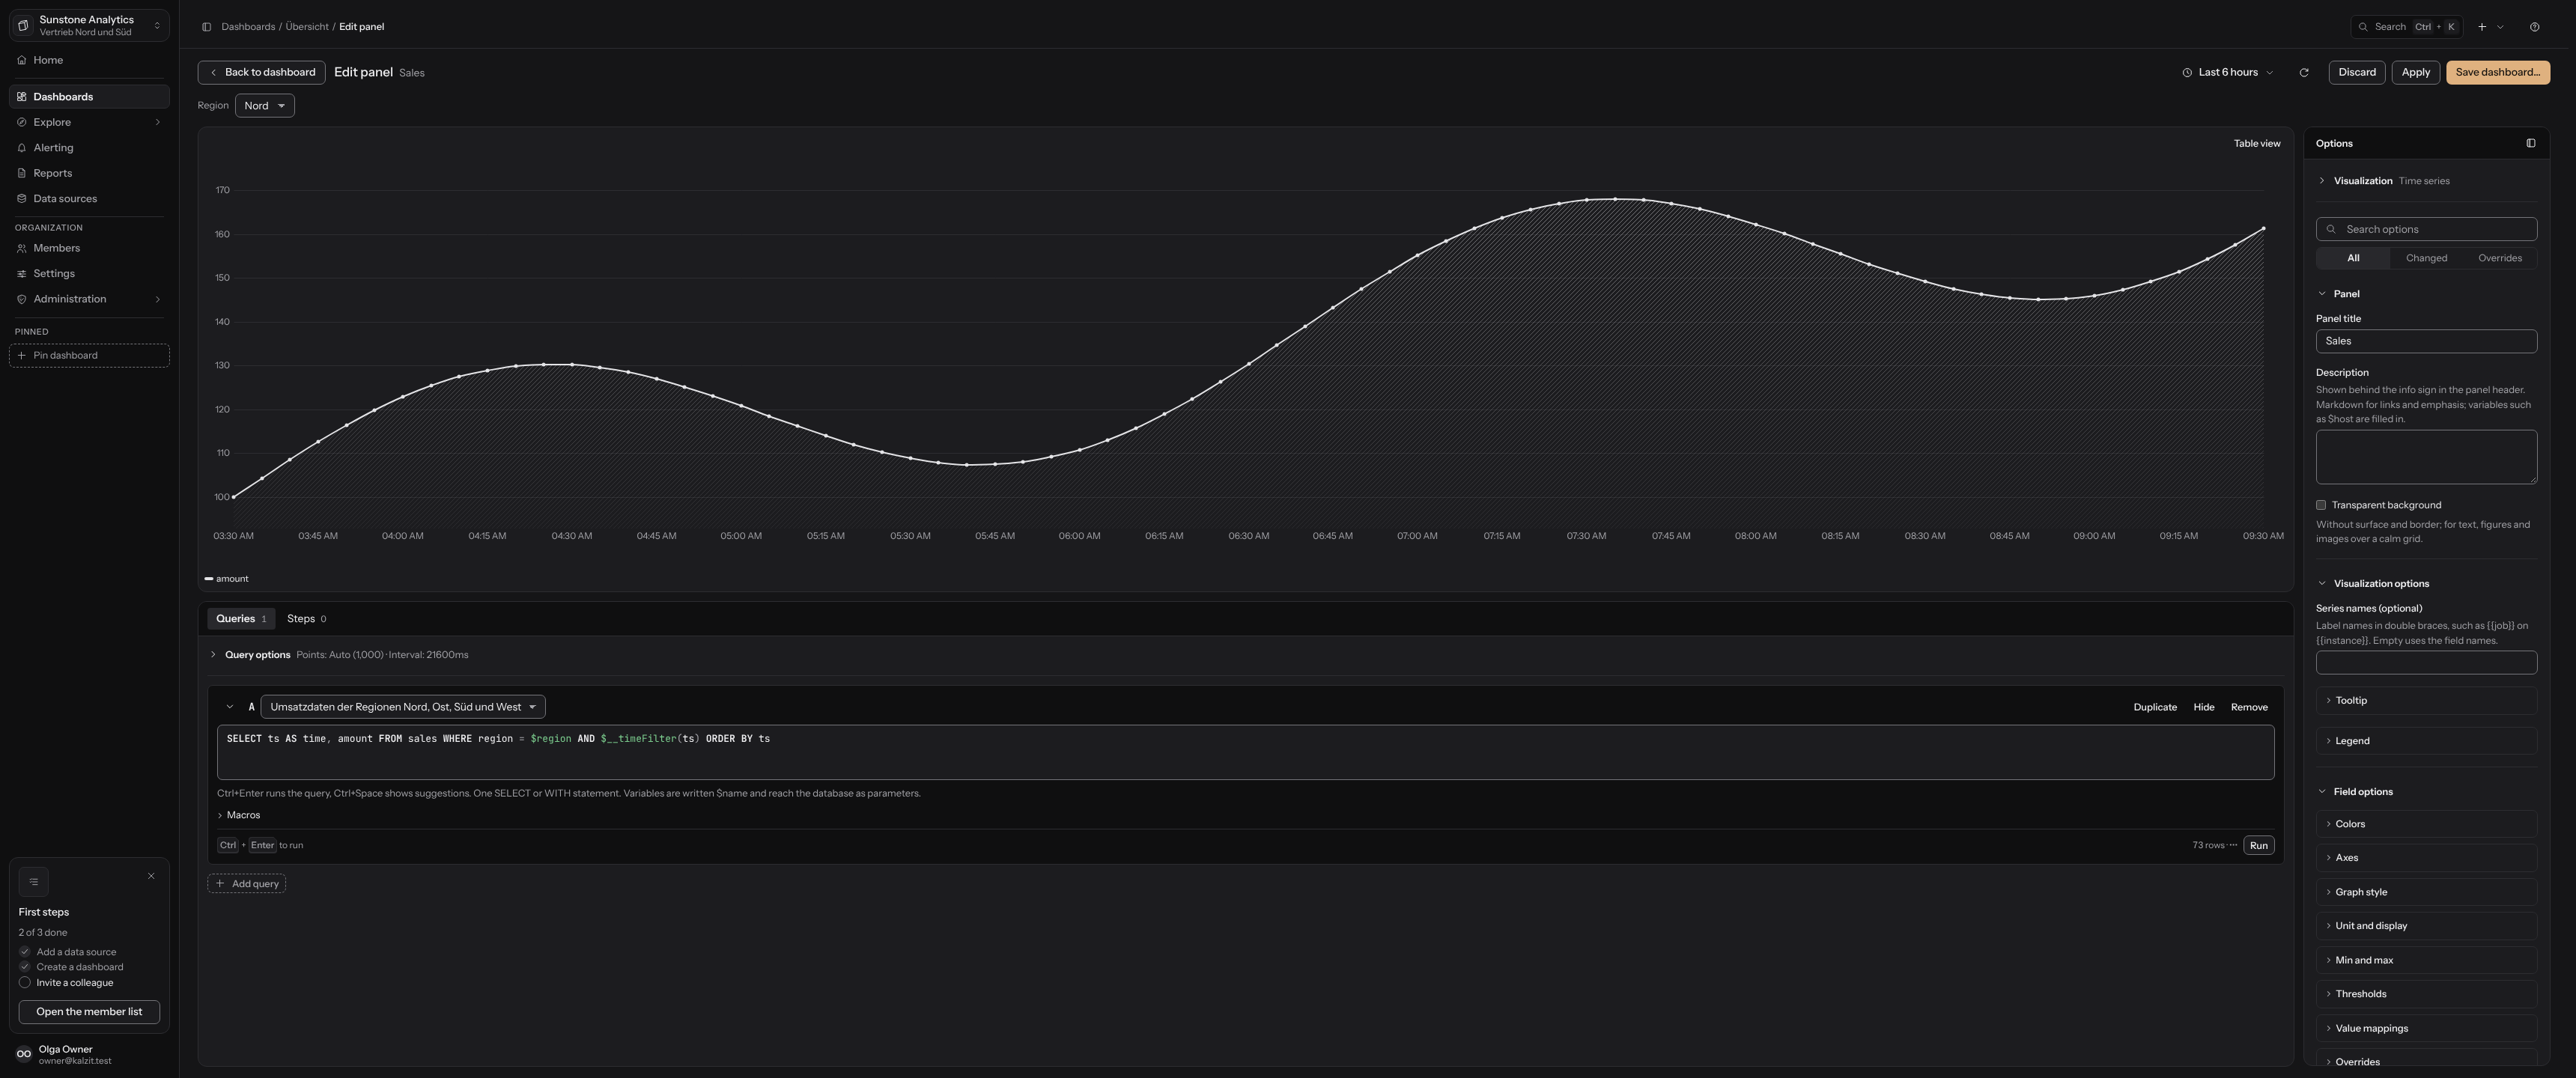 Sunstone Analytics
Vertrieb Nord und Süd
Home
Dashboards
Explore
Alerting
Reports
Data sources
ORGANIZATION
Members
Settings
Administration
PINNED
Pin dashboard
First steps
2 of 3 done
Add a data source
Create a dashboard
Invite a colleague
Open the member list
OO
Olga Owner
owner@kalzit.test
Dashboards / Übersicht / Edit panel
Search Ctrl + K
Back to dashboard
Edit panel Sales
Last 6 hours
Discard
Apply
Save dashboard...
Region Nord
Table view
170
160
150
140
130
120
110
100
03:30 AM 03:45 AM 04:00 AM 04:15 AM 04:30 AM 04:45 AM 05:00 AM 05:15 AM 05:30 AM 05:45 AM 06:00 AM 06:15 AM 06:30 AM 06:45 AM 07:00 AM 07:15 AM 07:30 AM 07:45 AM 08:00 AM 08:15 AM 08:30 AM 08:45 AM 09:00 AM 09:15 AM 09:30 AM
amount
Queries 1 Steps 0
Query options Points: Auto (1,000) · Interval: 21600ms
A Umsatzdaten der Regionen Nord, Ost, Süd und West
Duplicate Hide Remove
SELECT ts AS time, amount FROM sales WHERE region = $region AND $__timeFilter(ts) ORDER BY ts
Ctrl+Enter runs the query, Ctrl+Space shows suggestions. One SELECT or WITH statement. Variables are written $name and reach the database as parameters.
Macros
Ctrl + Enter to run
73 rows · ···
Run
Add query
Options
Visualization Time series
Search options
All Changed Overrides
Panel
Panel title
Sales
Description
Shown behind the info sign in the panel header.
Markdown for links and emphasis; variables such
as $host are filled in.
Transparent background
Without surface and border; for text, figures and
images over a calm grid.
Visualization options
Series names (optional)
Label names in double braces, such as {{job}} on
{{instance}}. Empty uses the field names.
Tooltip
Legend
Field options
Colors
Axes
Graph style
Unit and display
Min and max
Thresholds
Value mappings
Overrides